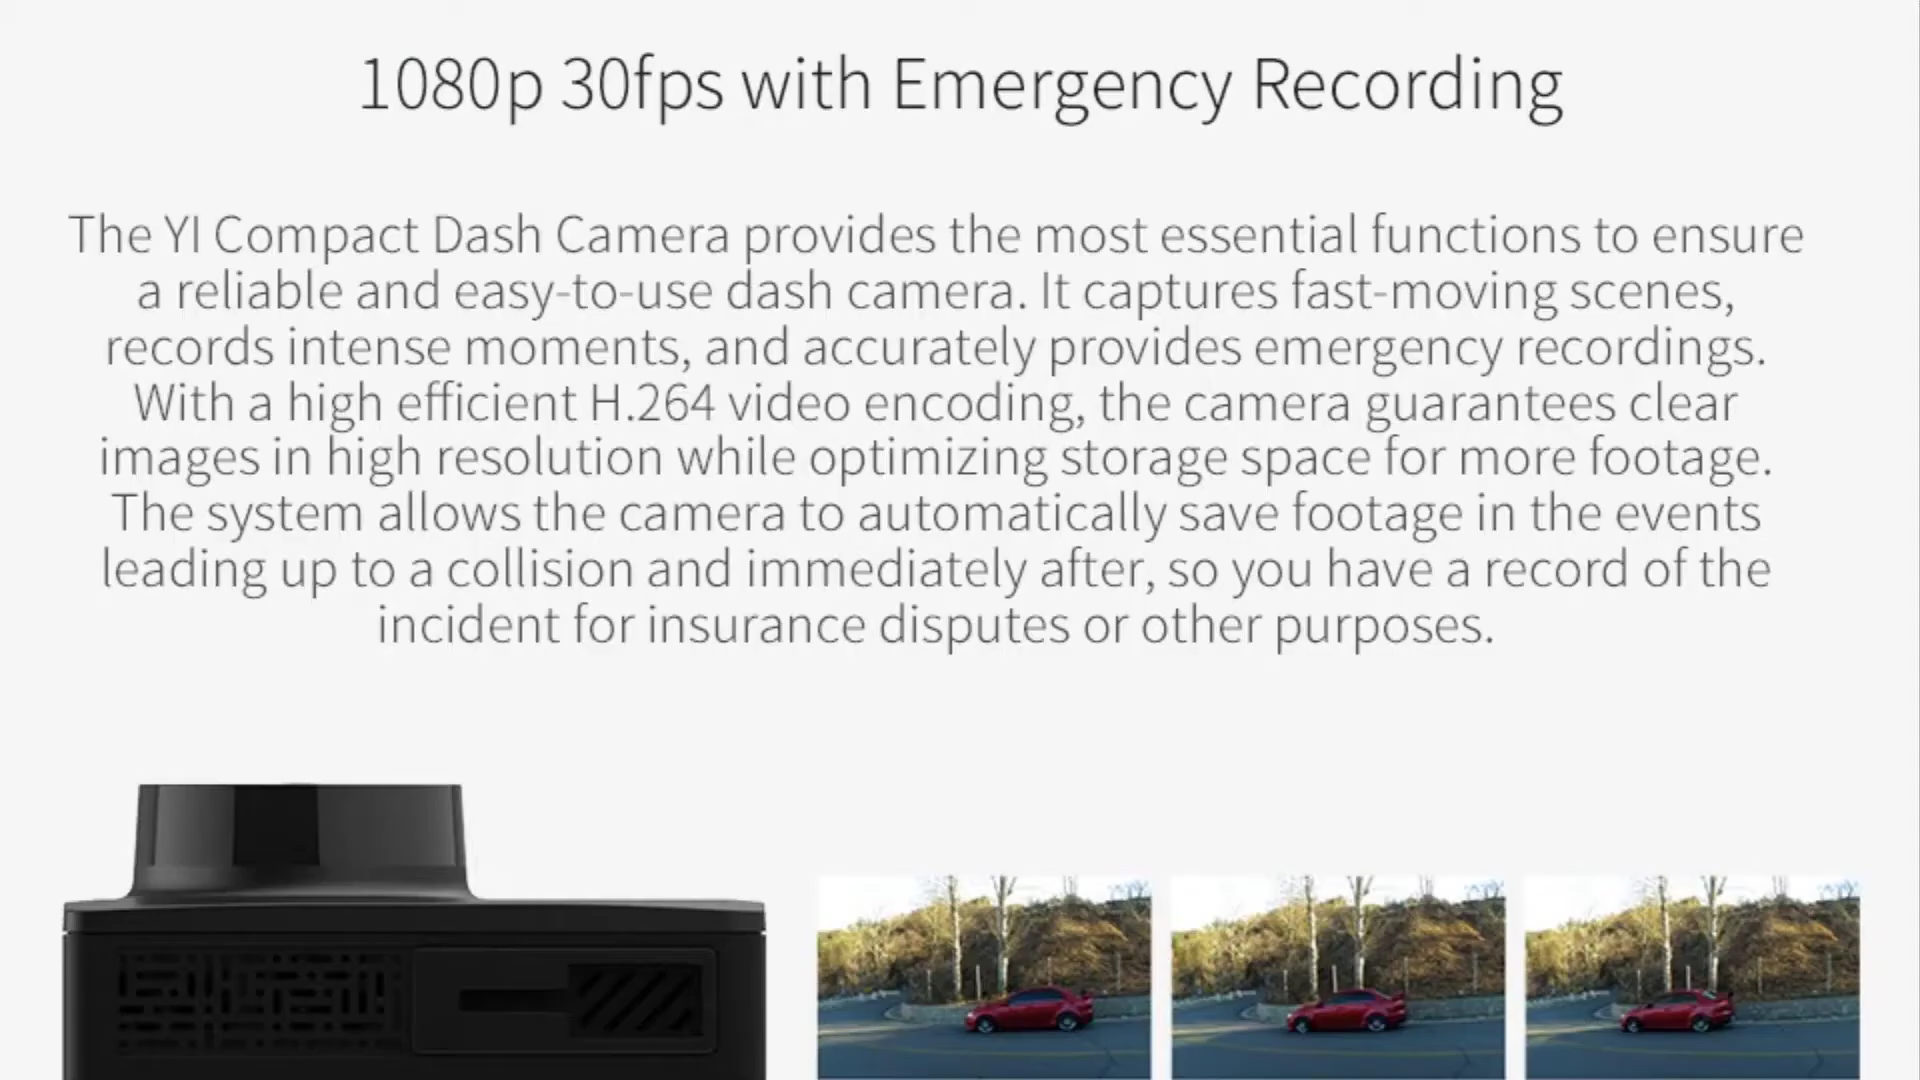 1080p 30fps with Emergency Recording
The YI Compact Dash Camera provides the most essential functions to ensure
a reliable and easy-to-use dash camera. It captures fast-moving scenes,
records intense moments, and accurately provides emergency recordings.
With a high efficient H.264 video encoding, the camera guarantees clear
images in high resolution while optimizing storage space for more footage.
The system allows the camera to automatically save footage in the events
leading up to a collision and immediately after, so you have a record of the
incident for insurance disputes or other purposes.